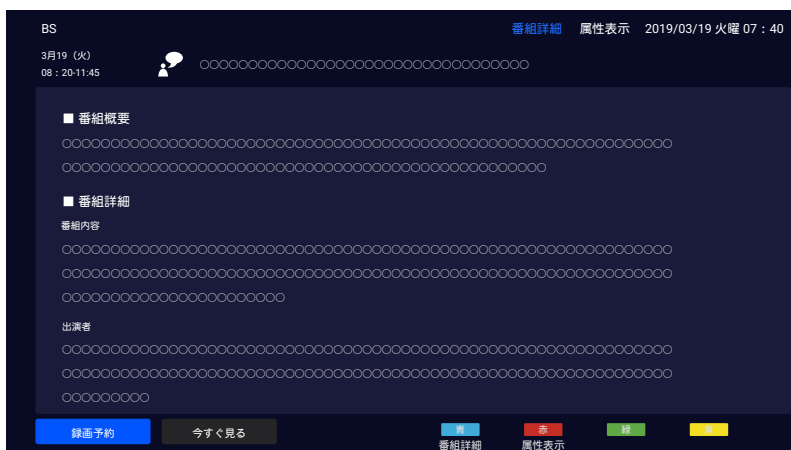 BS
番組詳細 属性表示 2019/03/19 火曜 07：40
3月19（火）
08：20-11:45
○○○○○○○○○○○○○○○○○○○○○○○○○○○○○○○○○○
■ 番組概要
○○○○○○○○○○○○○○○○○○○○○○○○○○○○○○○○○○○○○○○○○○○○○○○○○○○○○○○○○○○○○○○
○○○○○○○○○○○○○○○○○○○○○○○○○○○○○○○○○○○○○○○○○○○○○○○○○○
■ 番組詳細
番組内容
○○○○○○○○○○○○○○○○○○○○○○○○○○○○○○○○○○○○○○○○○○○○○○○○○○○○○○○○○○○○○○○
○○○○○○○○○○○○○○○○○○○○○○○○○○○○○○○○○○○○○○○○○○○○○○○○○○○○○○○○○○○○○○○
○○○○○○○○○○○○○○○○○○○○○○○
出演者
○○○○○○○○○○○○○○○○○○○○○○○○○○○○○○○○○○○○○○○○○○○○○○○○○○○○○○○○○○○○○○○
○○○○○○○○○○○○○○○○○○○○○○○○○○○○○○○○○○○○○○○○○○○○○○○○○○○○○○○○○○○○○○○
○○○○○○○○○
録画予約 今すぐ見る 青 赤 緑 黄
番組詳細 属性表示